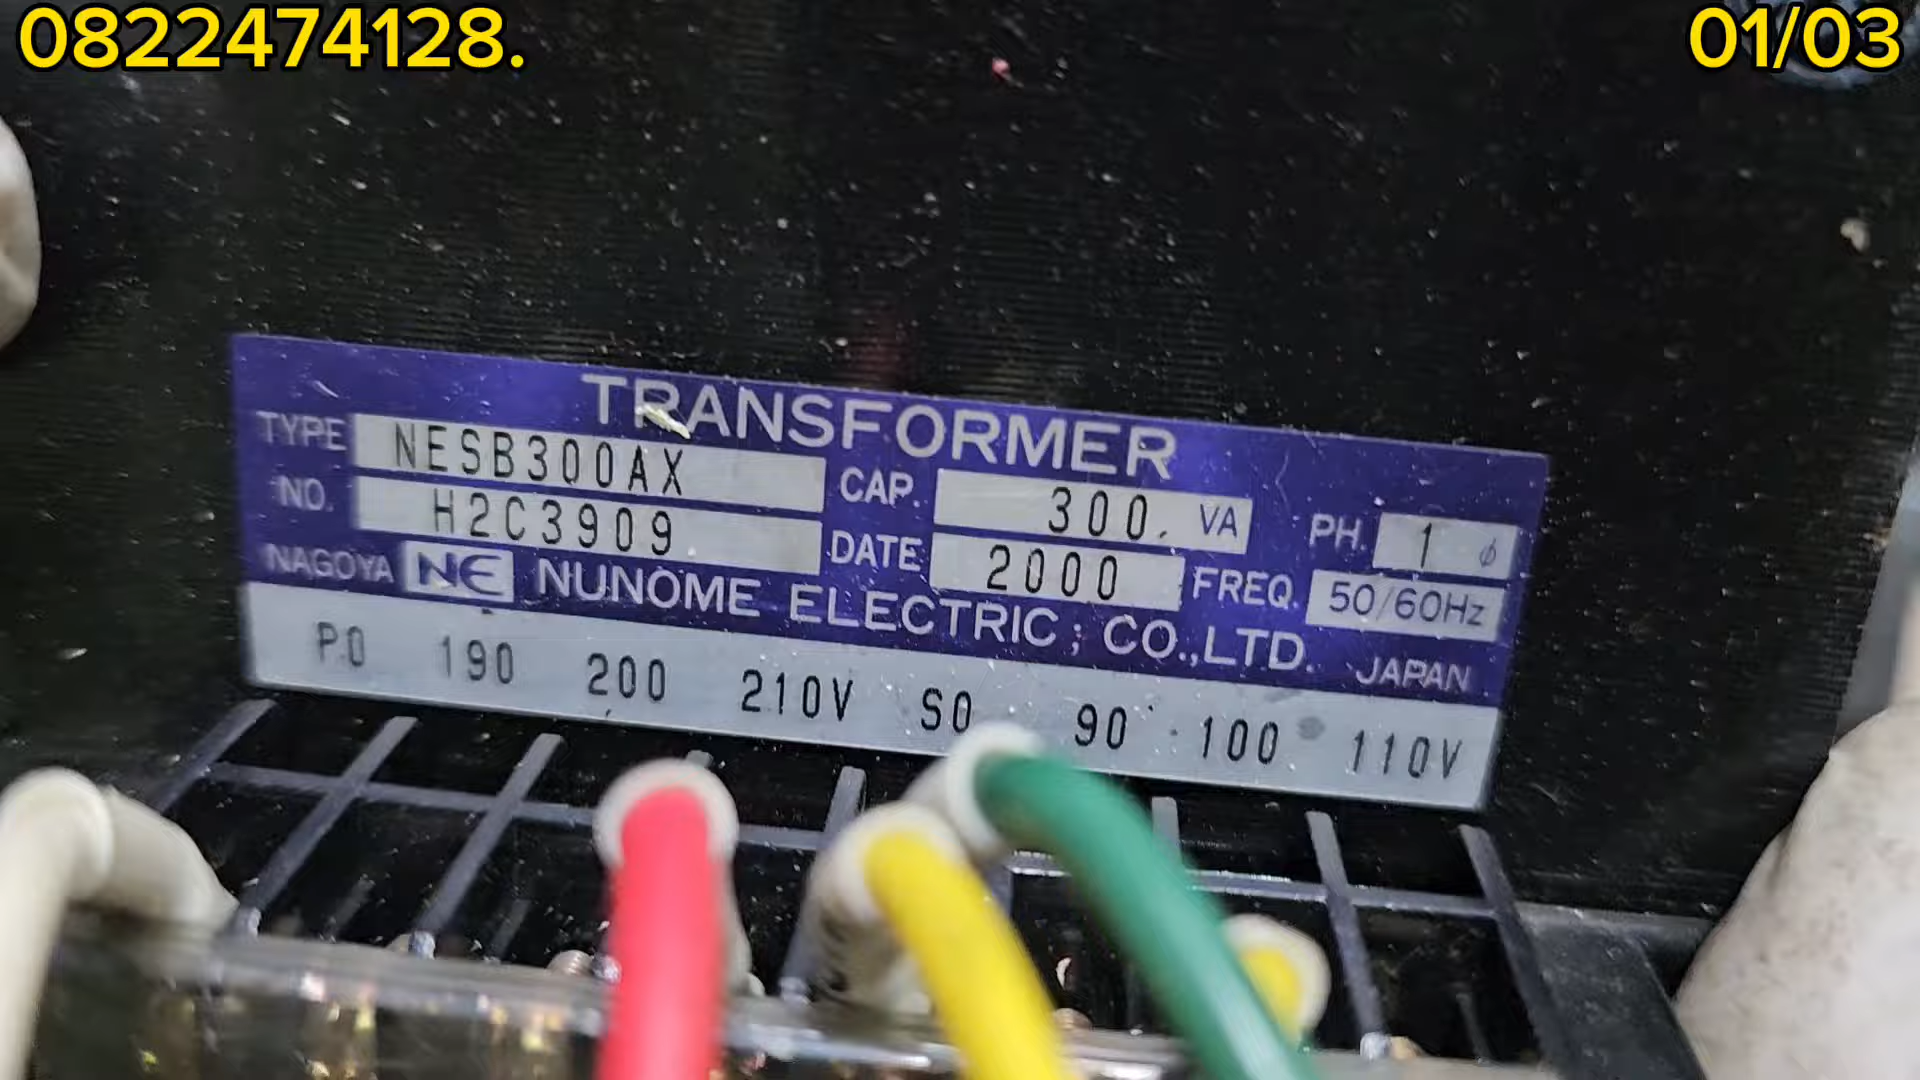 0822474128.
01/03
TRANSFORMER
TYPE NESB300AX CAP. 300. VA PH. 1 φ
NO. H2C3909 DATE 2000 FREQ. 50/60Hz
NAGOYA NE NUNOME ELECTRIC; CO.,LTD. JAPAN
P0 190 200 210V S0 90 100 110V